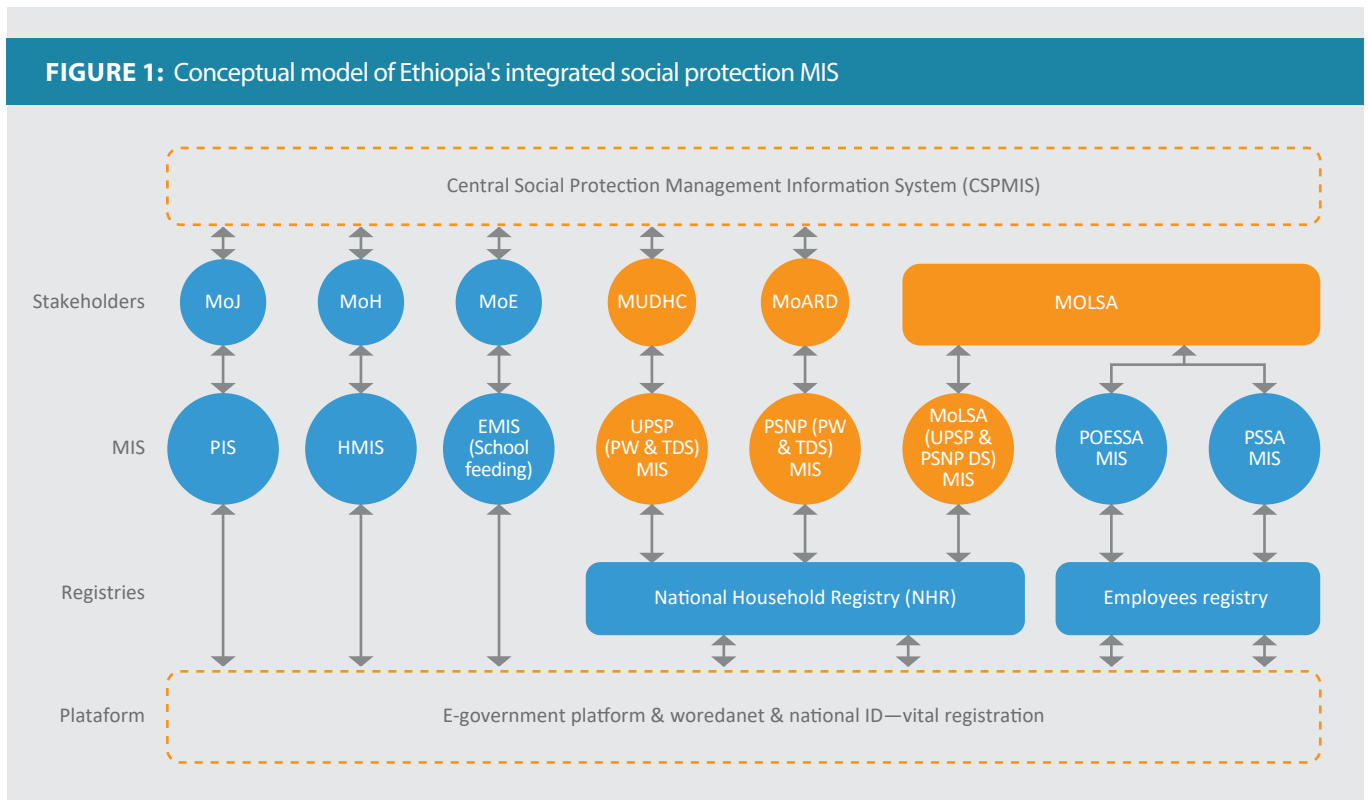 FIGURE 1: Conceptual model of Ethiopia's integrated social protection MIS
Central Social Protection Management Information System (CSPMIS)
Stakeholders
MoJ
MoH
MoE
MUDHC
MoARD
MOLSA
MIS
PIS
HMIS
EMIS
(School
feeding)
UPSP
(PW & TDS)
MIS
PSNP (PW
& TDS)
MIS
MoLSA
(UPSP &
PSNP DS)
MIS
POESSA
MIS
PSSA
MIS
Registries
National Household Registry (NHR)
Employees registry
Plataform
E-government platform & woredanet & national ID—vital registration